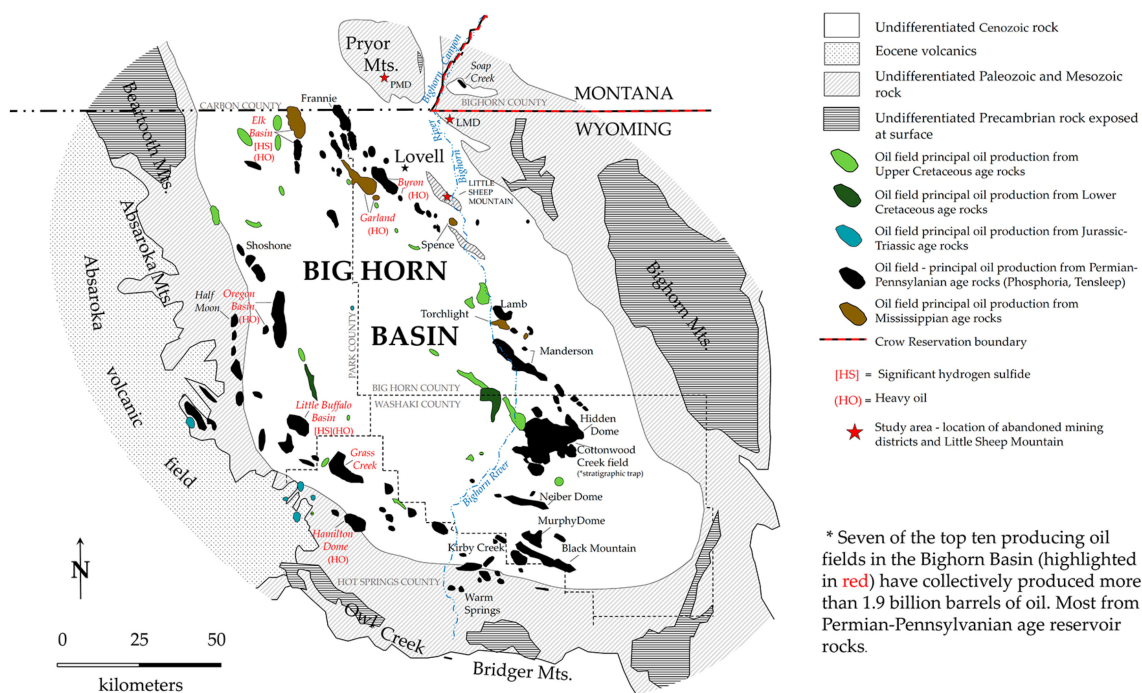 Pryor
Mts.
PMD
Bighorn Canyon
Soap
Creek
BIGHORN COUNTY
MONTANA
WYOMING
CARBON COUNTY
Frannie
Elk
Basin
[HS]
(HO)
LMD
River
Bighorn
Lovell
Byron
(HO)
LITTLE
SHEEP
MOUNTAIN
Garland
(HO)
Spence
Beartooth Mts.
Absaroka Mts.
Absaroka
volcanic
field
Shoshone
BIG HORN
BASIN
Half
Moon
Oregon
Basin
(HO)
PARK COUNTY
Lamb
Torchlight
Manderson
Bighorn Mts.
BIG HORN COUNTY
WASHAKI COUNTY
Little Buffalo
Basin
[HS](HO)
Hidden
Dome
Cottonwood
Creek field
(*stratigraphic trap)
Grass
Creek
Bighorn River
Neiber Dome
MurphyDome
Hamilton
Dome
(HO)
Kirby Creek
Black Mountain
HOT SPRINGS COUNTY
Warm
Springs
Owl Creek
Bridger Mts.
N
0 25 50
kilometers
Undifferentiated Cenozoic rock
Eocene volcanics
Undifferentiated Paleozoic and Mesozoic
rock
Undifferentiated Precambrian rock exposed
at surface
Oil field principal oil production from
Upper Cretaceous age rocks
Oil field principal oil production from Lower
Cretaceous age rocks
Oil field principal oil production from Jurassic-
Triassic age rocks
Oil field - principal oil production from Permian-
Pennsylanian age rocks (Phosphoria, Tensleep)
Oil field principal oil production from
Mississippian age rocks
Crow Reservation boundary
[HS] = Significant hydrogen sulfide
(HO) = Heavy oil
Study area - location of abandoned mining
districts and Little Sheep Mountain
* Seven of the top ten producing oil
fields in the Bighorn Basin (highlighted
in red) have collectively produced more
than 1.9 billion barrels of oil. Most from
Permian-Pennsylvanian age reservoir
rocks.